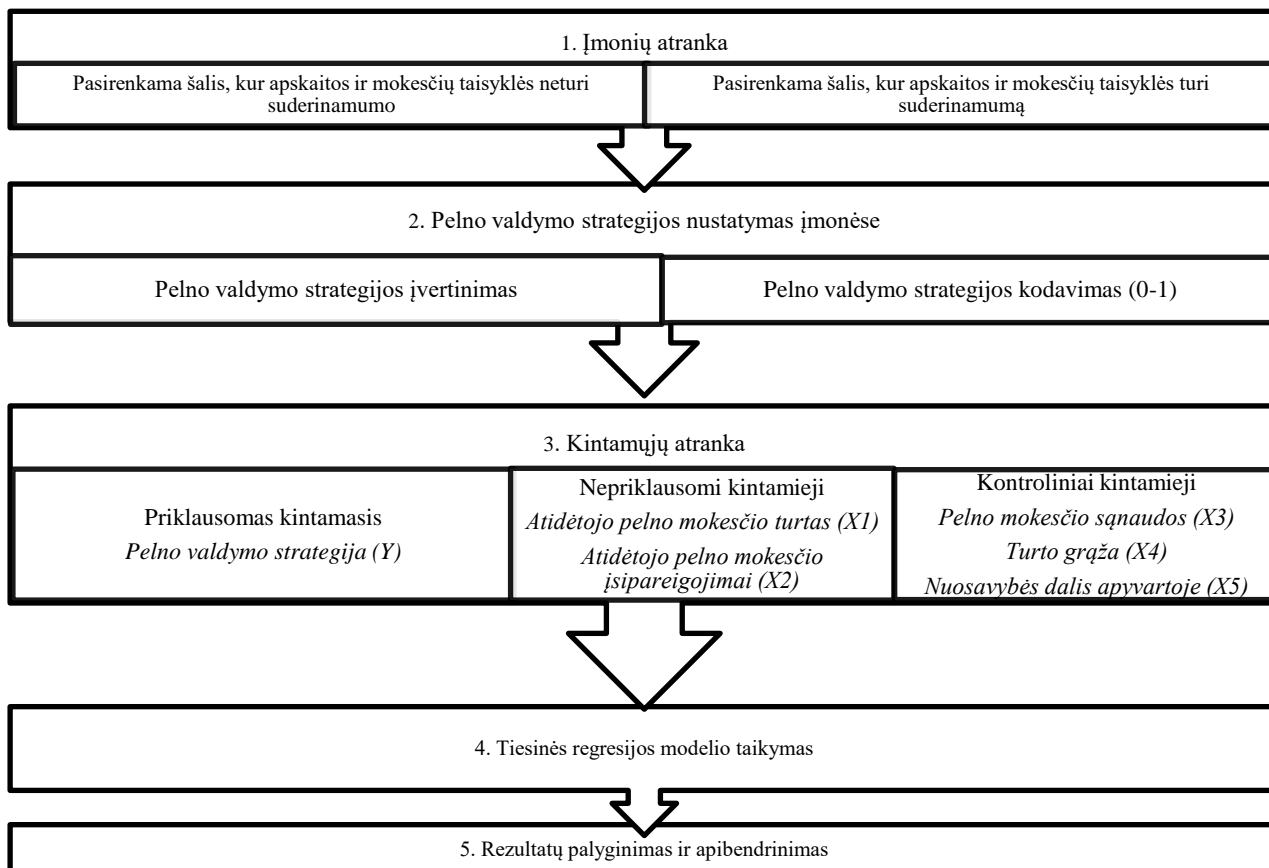 1. Įmonių atranka
Pasirenkama šalis, kur apskaitos ir mokesčių taisyklės neturi
suderinamumo
Pasirenkama šalis, kur apskaitos ir mokesčių taisyklės turi
suderinamumą
2. Pelno valdymo strategijos nustatymas įmonėse
Pelno valdymo strategijos įvertinimas
Pelno valdymo strategijos kodavimas (0-1)
3. Kintamųjų atranka
Priklausomas kintamasis
Pelno valdymo strategija (Y)
Nepriklausomi kintamieji
Atidėtojo pelno mokesčio turtas (X1)
Atidėtojo pelno mokesčio
įsipareigojimai (X2)
Kontroliniai kintamieji
Pelno mokesčio sąnaudos (X3)
Turto grąža (X4)
Nuosavybės dalis apyvartoje (X5)
4. Tiesinės regresijos modelio taikymas
5. Rezultatų palyginimas ir apibendrinimas